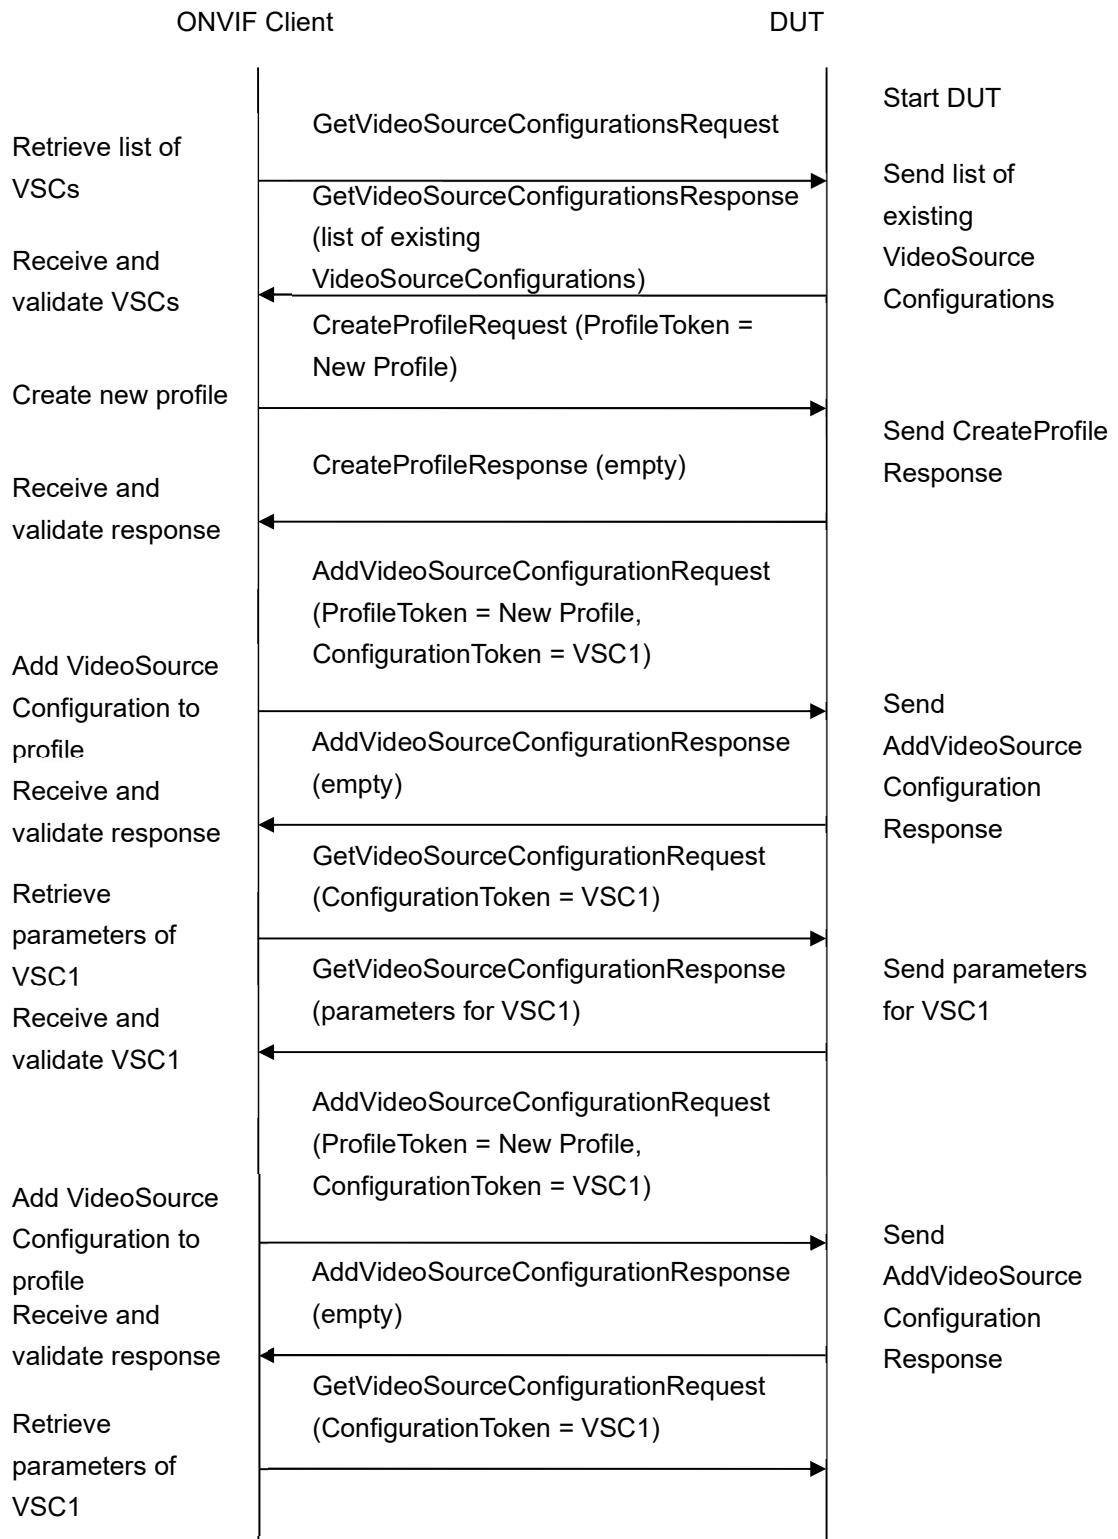 ONVIF Client
DUT
Start DUT
GetVideoSourceConfigurationsRequest
Retrieve list of
VSCs
Send list of
existing
VideoSource
Configurations
GetVideoSourceConfigurationsResponse
(list of existing
VideoSourceConfigurations)
Receive and
validate VSCs
CreateProfileRequest (ProfileToken =
New Profile)
Create new profile
Send CreateProfile
Response
CreateProfileResponse (empty)
Receive and
validate response
AddVideoSourceConfigurationRequest
(ProfileToken = New Profile,
ConfigurationToken = VSC1)
Add VideoSource
Configuration to
profile
Send
AddVideoSource
Configuration
Response
AddVideoSourceConfigurationResponse
(empty)
Receive and
validate response
GetVideoSourceConfigurationRequest
(ConfigurationToken = VSC1)
Retrieve
parameters of
VSC1
GetVideoSourceConfigurationResponse
(parameters for VSC1)
Send parameters
for VSC1
Receive and
validate VSC1
AddVideoSourceConfigurationRequest
(ProfileToken = New Profile,
ConfigurationToken = VSC1)
Add VideoSource
Configuration to
profile
Send
AddVideoSource
Configuration
Response
AddVideoSourceConfigurationResponse
(empty)
Receive and
validate response
GetVideoSourceConfigurationRequest
(ConfigurationToken = VSC1)
Retrieve
parameters of
VSC1